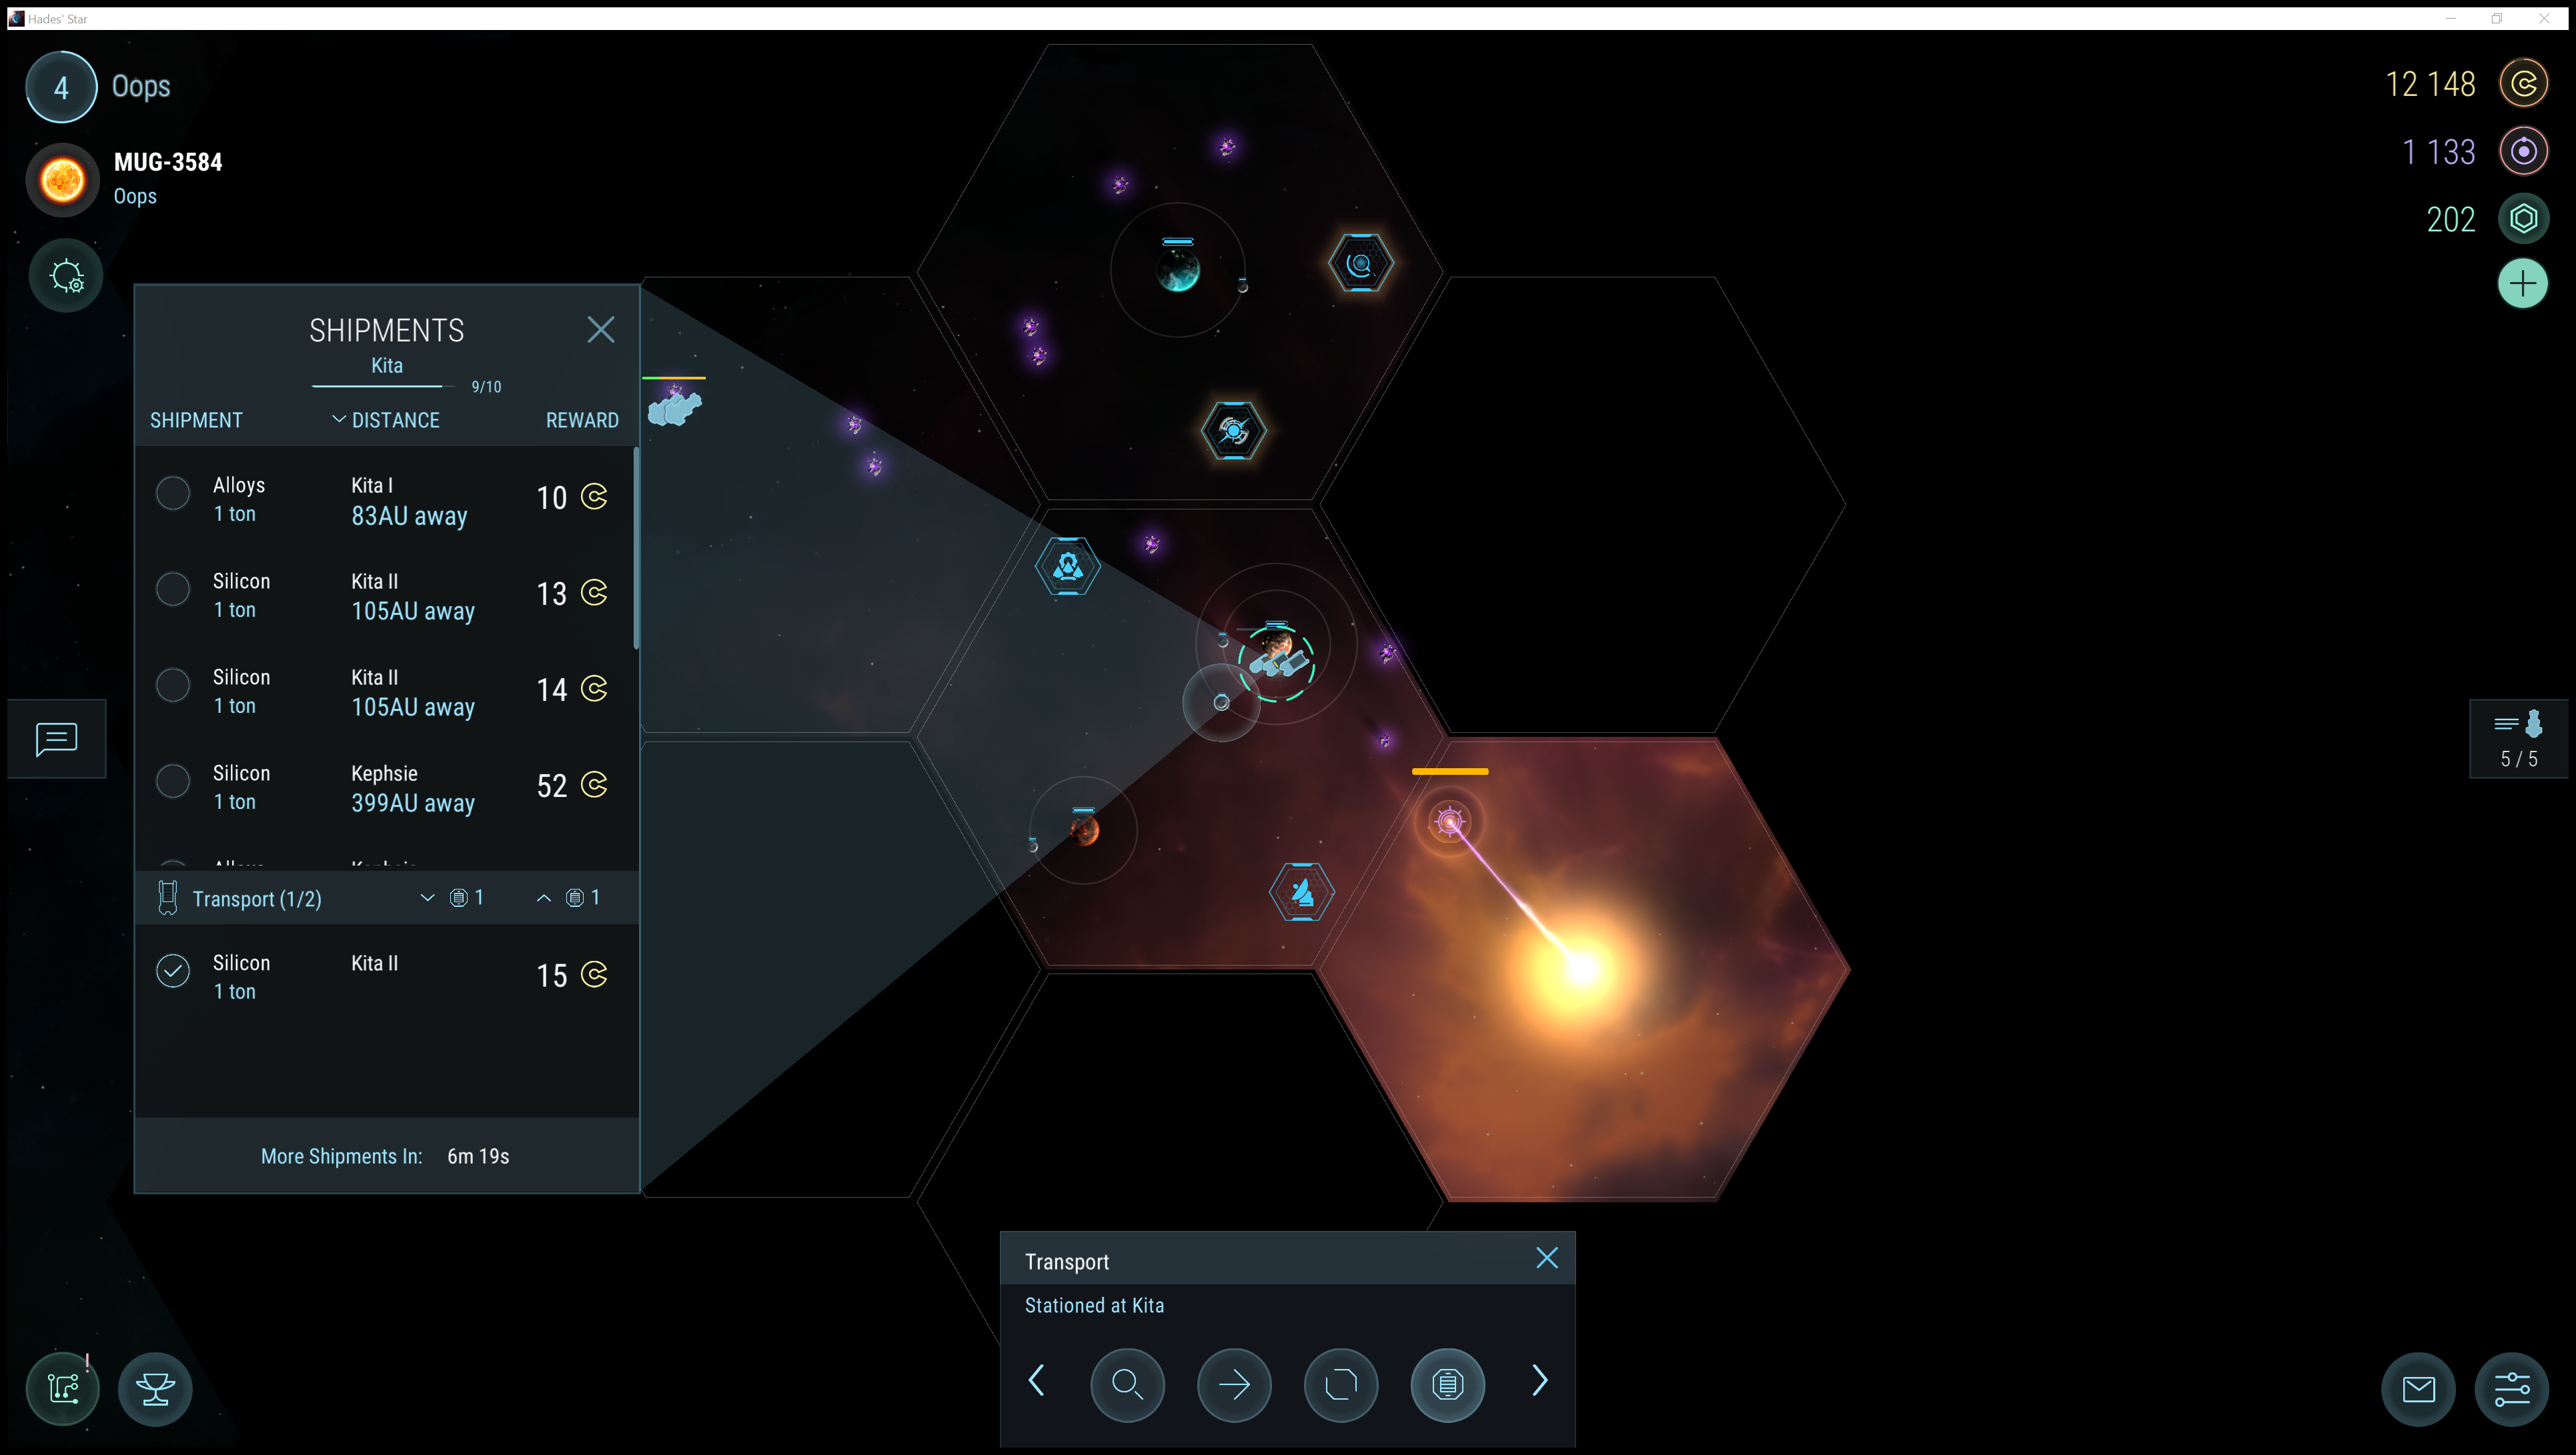 Hades' Star
4
Oops
MUG-3584
Oops
12 148
1 133
202
SHIPMENTS
Kita
9/10
SHIPMENT DISTANCE REWARD
Alloys Kita I 10
1 ton 83AU away
Silicon Kita II 13
1 ton 105AU away
Silicon Kita II 14
1 ton 105AU away
Silicon Kephsie 52
1 ton 399AU away
Transport (1/2) 1 1
Silicon Kita II 15
1 ton
More Shipments In: 6m 19s
5 / 5
Transport
Stationed at Kita
!